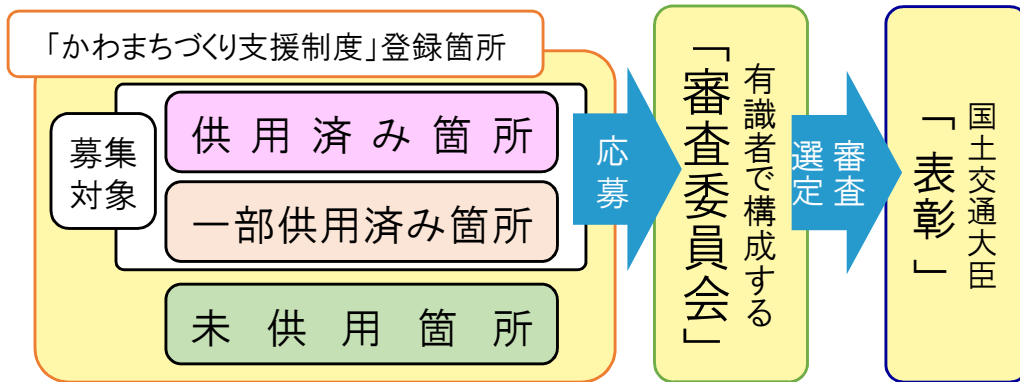 「かわまちづくり支援制度」登録箇所
募集
対象
供用済み箇所
一部供用済み箇所
未供用箇所
応募
有識者で構成する
「審査委員会」
審査
選定
国土交通大臣
「表彰」